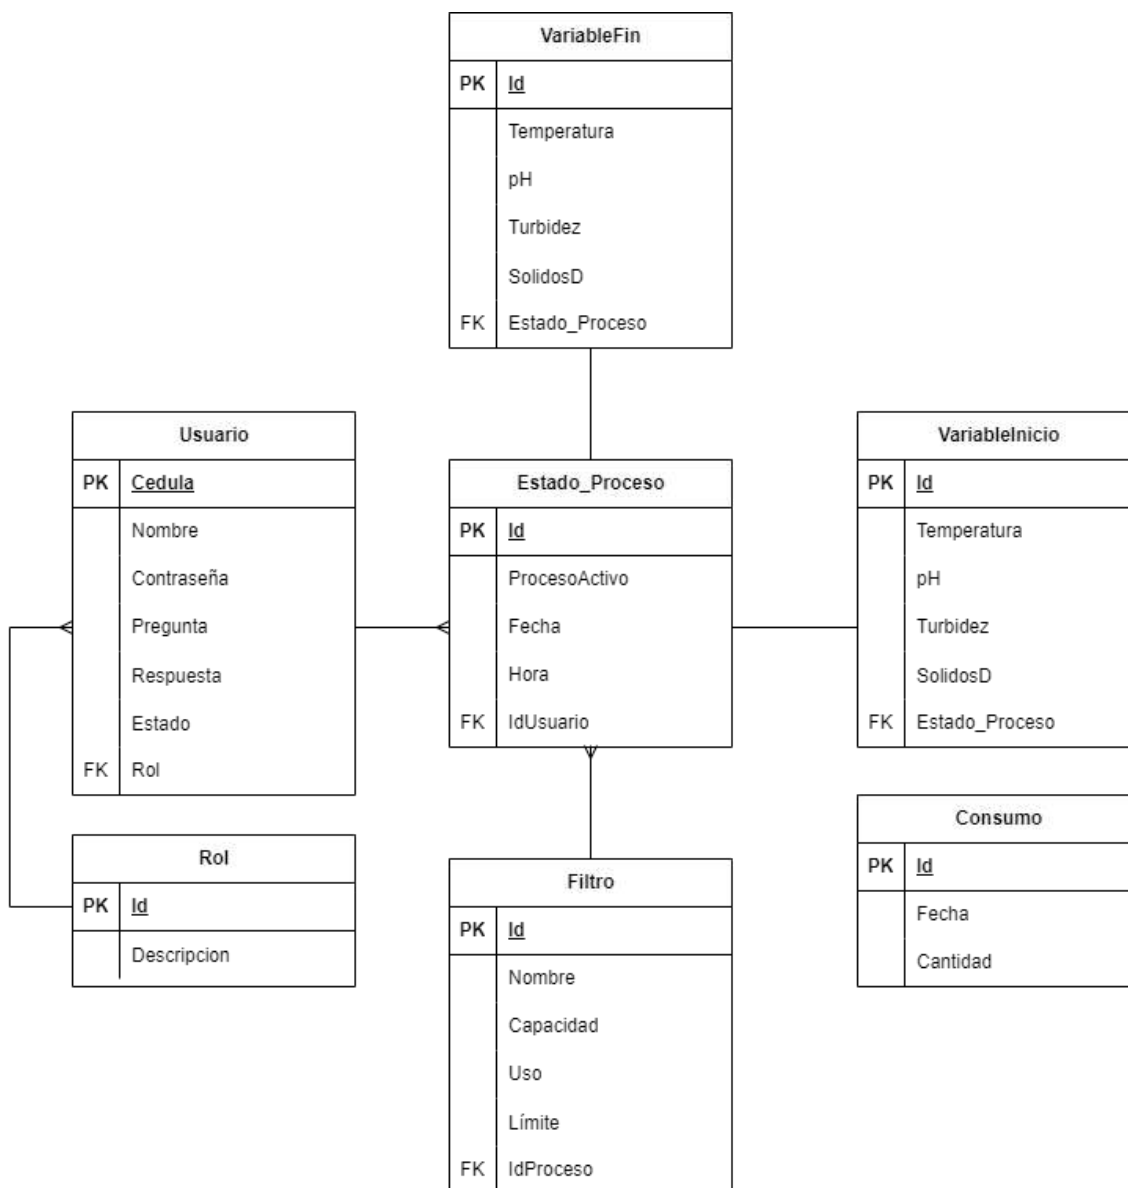 VariableFin
PK Id
Temperatura
pH
Turbidez
SolidosD
FK Estado_Proceso
Usuario
PK Cedula
Nombre
Contraseña
Pregunta
Respuesta
Estado
FK Rol
Estado_Proceso
PK Id
ProcesoActivo
Fecha
Hora
FK IdUsuario
VariableInicio
PK Id
Temperatura
pH
Turbidez
SolidosD
FK Estado_Proceso
Rol
PK Id
Descripcion
Filtro
PK Id
Nombre
Capacidad
Uso
Límite
FK IdProceso
Consumo
PK Id
Fecha
Cantidad